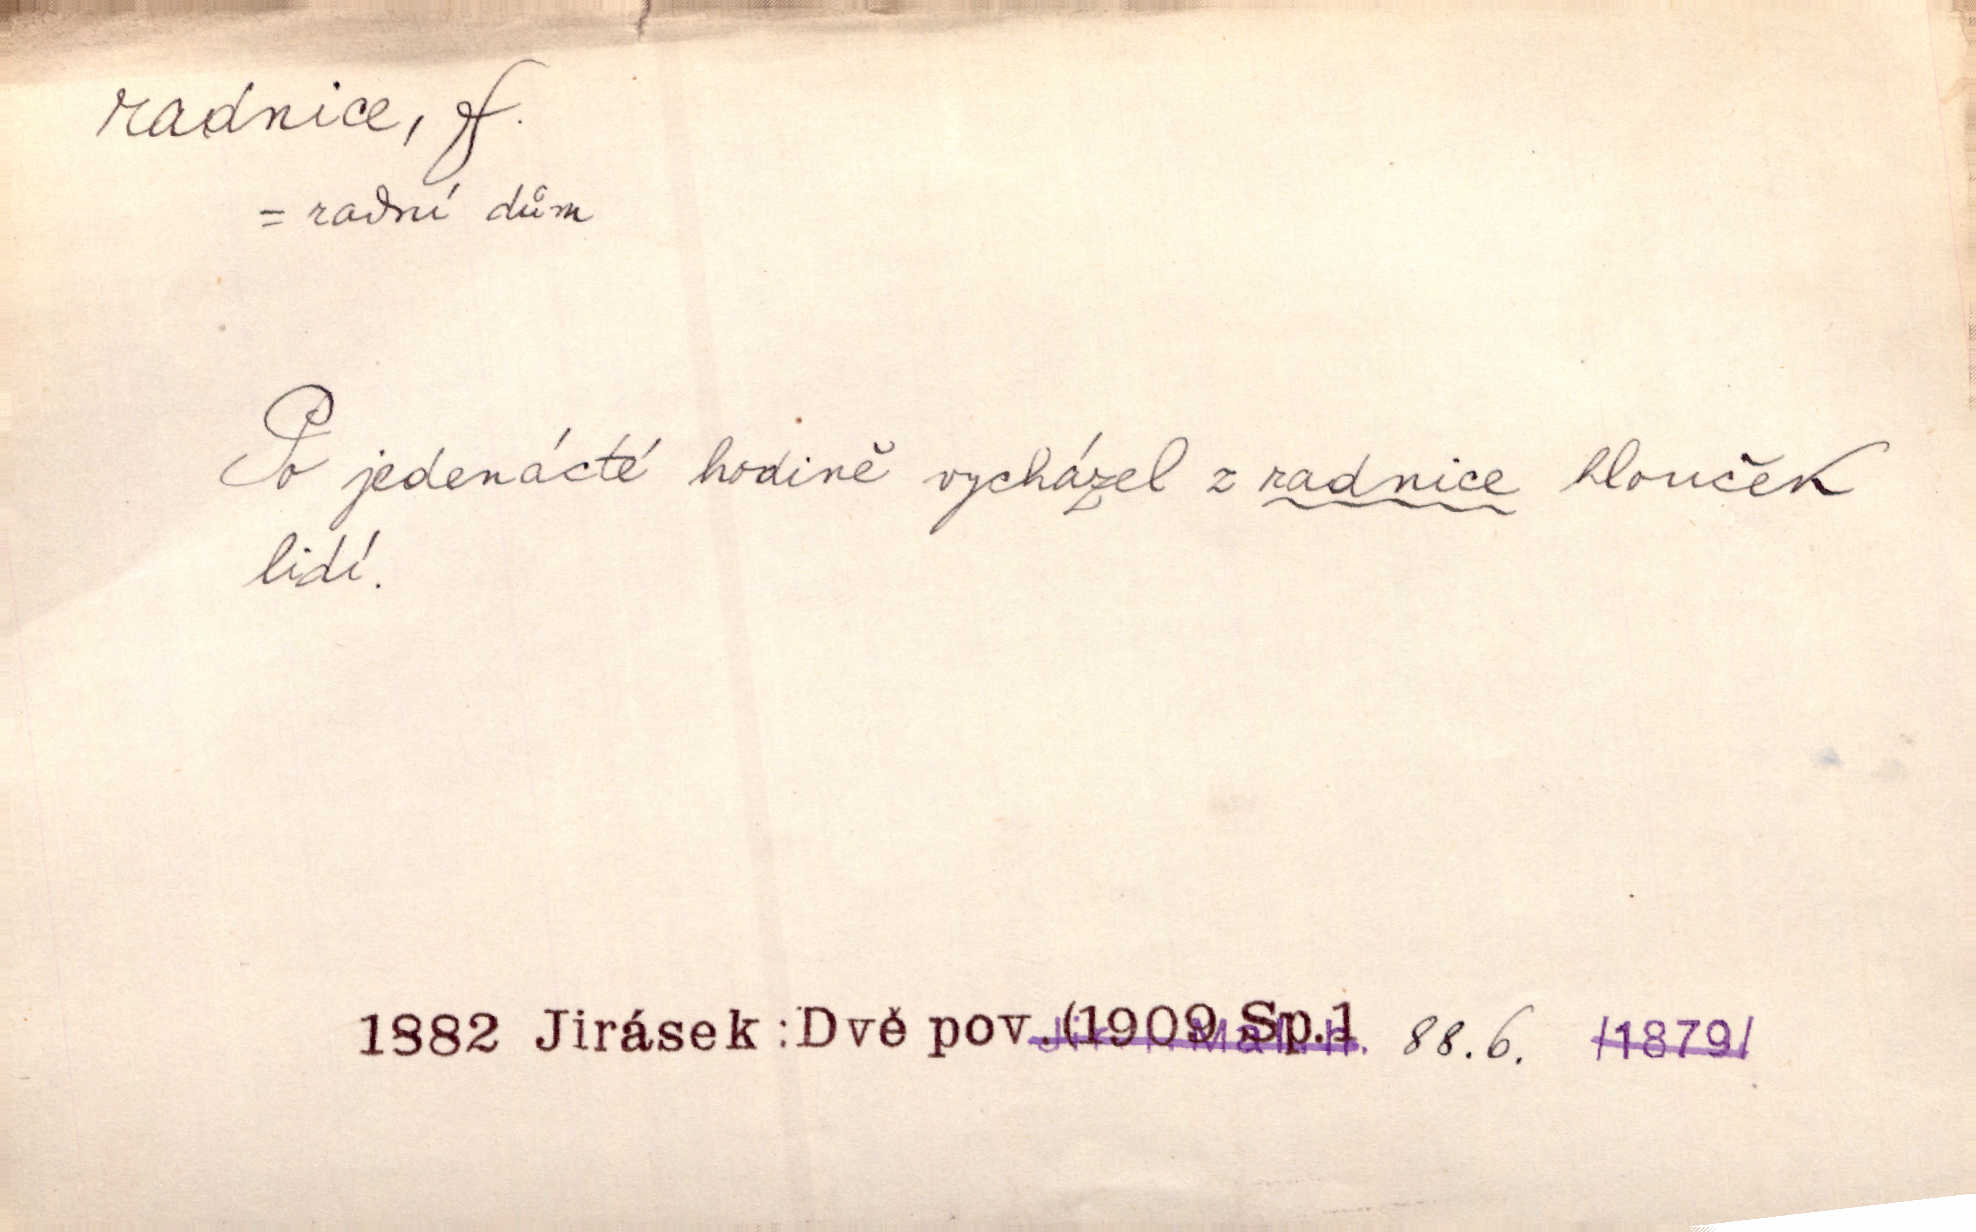 radnice, f.
= radní dům
Po jedenácté hodině vycházel z radnice hlouček
lidí.
1882 Jirásek: Dvě pov. (1909 Sp.1 88.6. /1879/